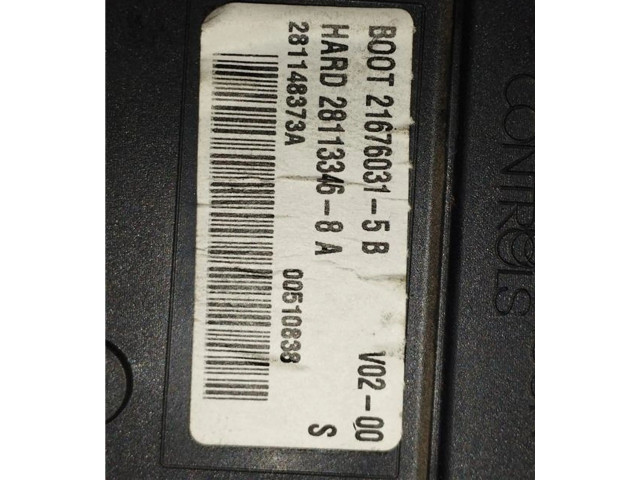 BOOT 21676031-5 B V02-00
HARD 28113346-8 A S
281148373A 00510838
CONTROLS